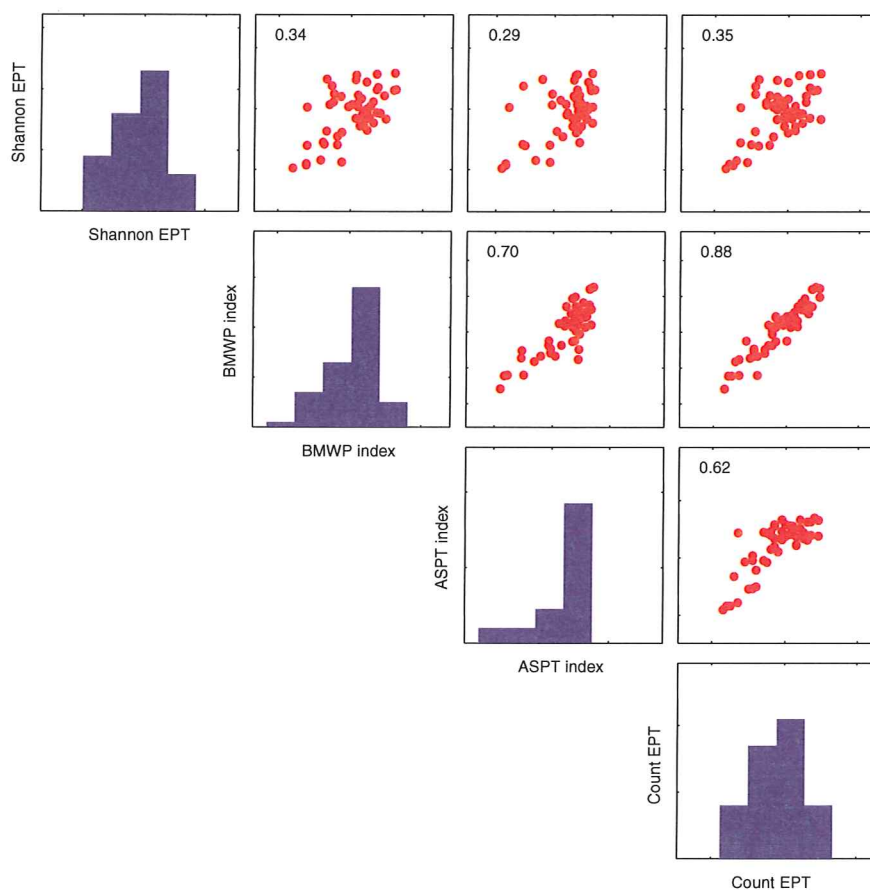 0.34
0.29
0.35
Shannon EPT
Shannon EPT
0.70
0.88
BMWP index
BMWP index
0.62
ASPT index
ASPT index
Count EPT
Count EPT